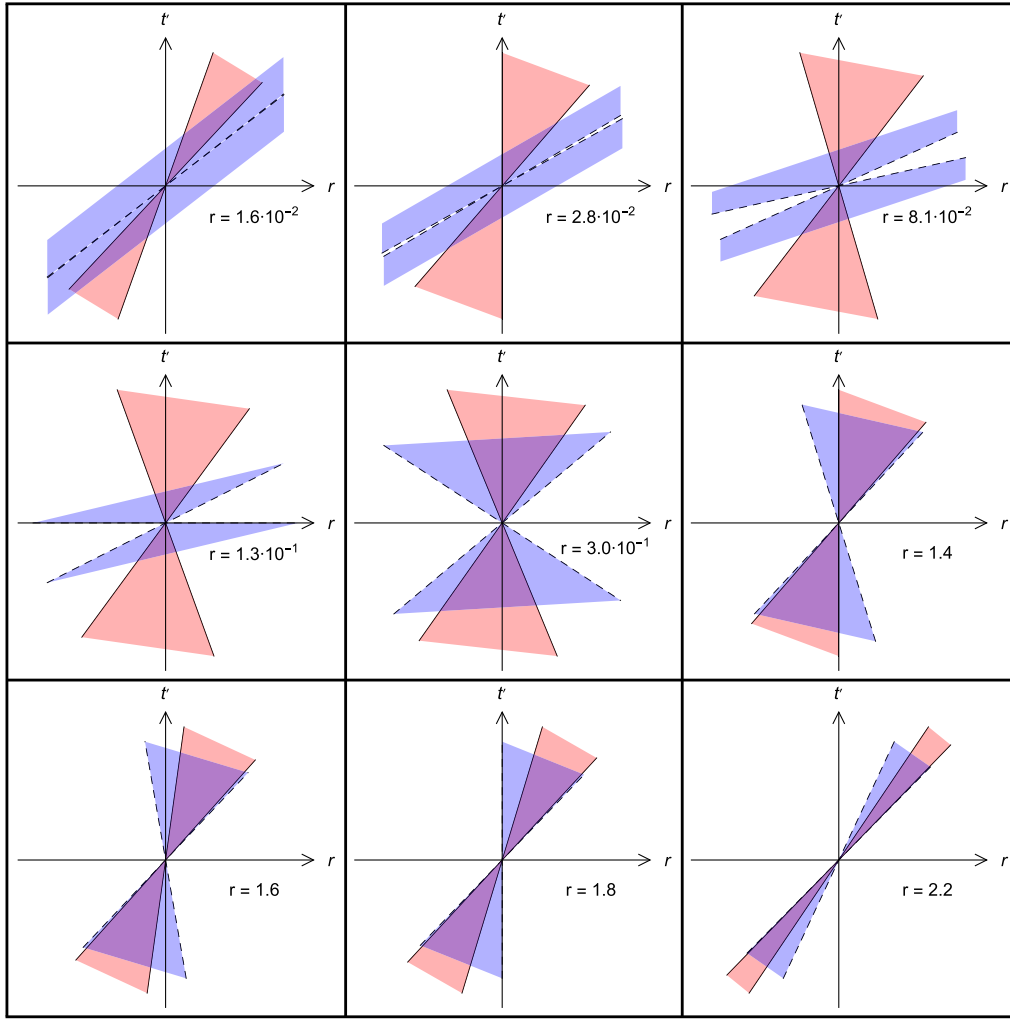 t′
r
r = 1.6·10⁻²
t′
r
r = 2.8·10⁻²
t′
r
r = 8.1·10⁻²
t′
r
r = 1.3·10⁻¹
t′
r
r = 3.0·10⁻¹
t′
r
r = 1.4
t′
r
r = 1.6
t′
r
r = 1.8
t′
r
r = 2.2